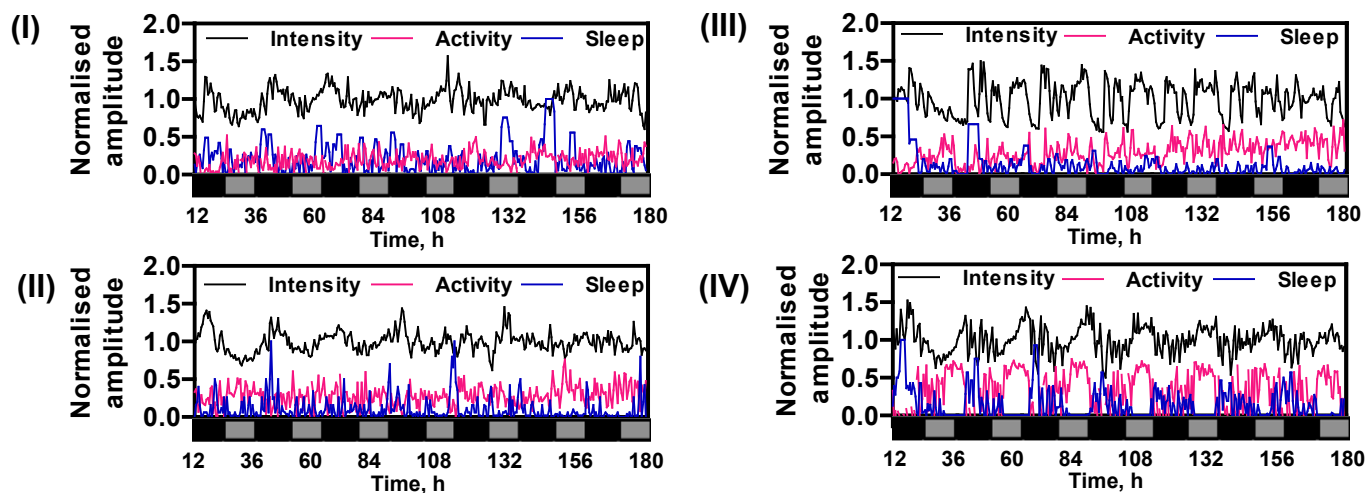 (I)
Normalised
amplitude
2.0
1.5
1.0
0.5
0.0
Intensity Activity Sleep
12 36 60 84 108 132 156 180
Time, h
(II)
Normalised
amplitude
2.0
1.5
1.0
0.5
0.0
Intensity Activity Sleep
12 36 60 84 108 132 156 180
Time, h
(III)
Normalised
amplitude
2.0
1.5
1.0
0.5
0.0
Intensity Activity Sleep
12 36 60 84 108 132 156 180
Time, h
(IV)
Normalised
amplitude
2.0
1.5
1.0
0.5
0.0
Intensity Activity Sleep
12 36 60 84 108 132 156 180
Time, h